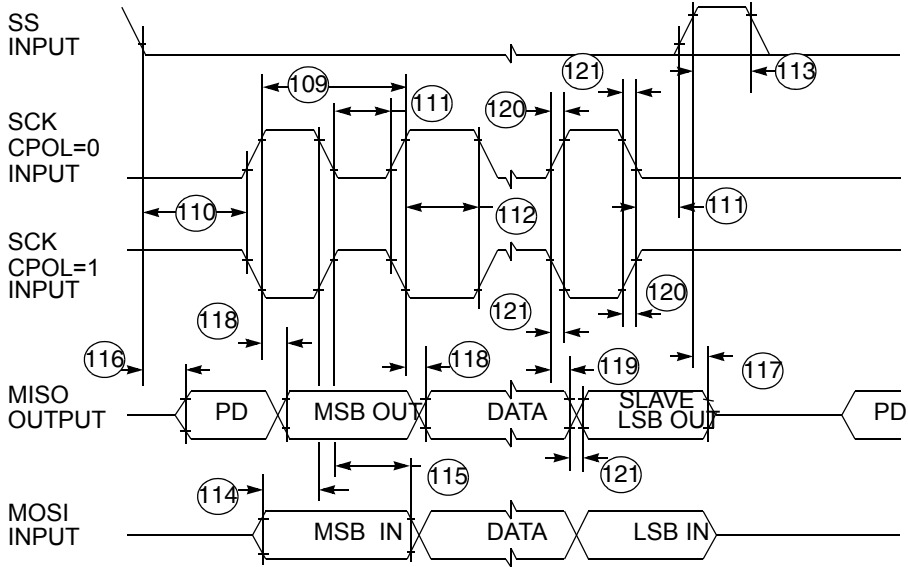 SS
INPUT
121
113
109
111
120
SCK
CPOL=0
INPUT
110
112
111
SCK
CPOL=1
INPUT
121
120
118
116
118
119
117
MISO
OUTPUT
PD
MSB OUT
DATA
SLAVE
LSB OUT
PD
114
115
121
MOSI
INPUT
MSB IN
DATA
LSB IN